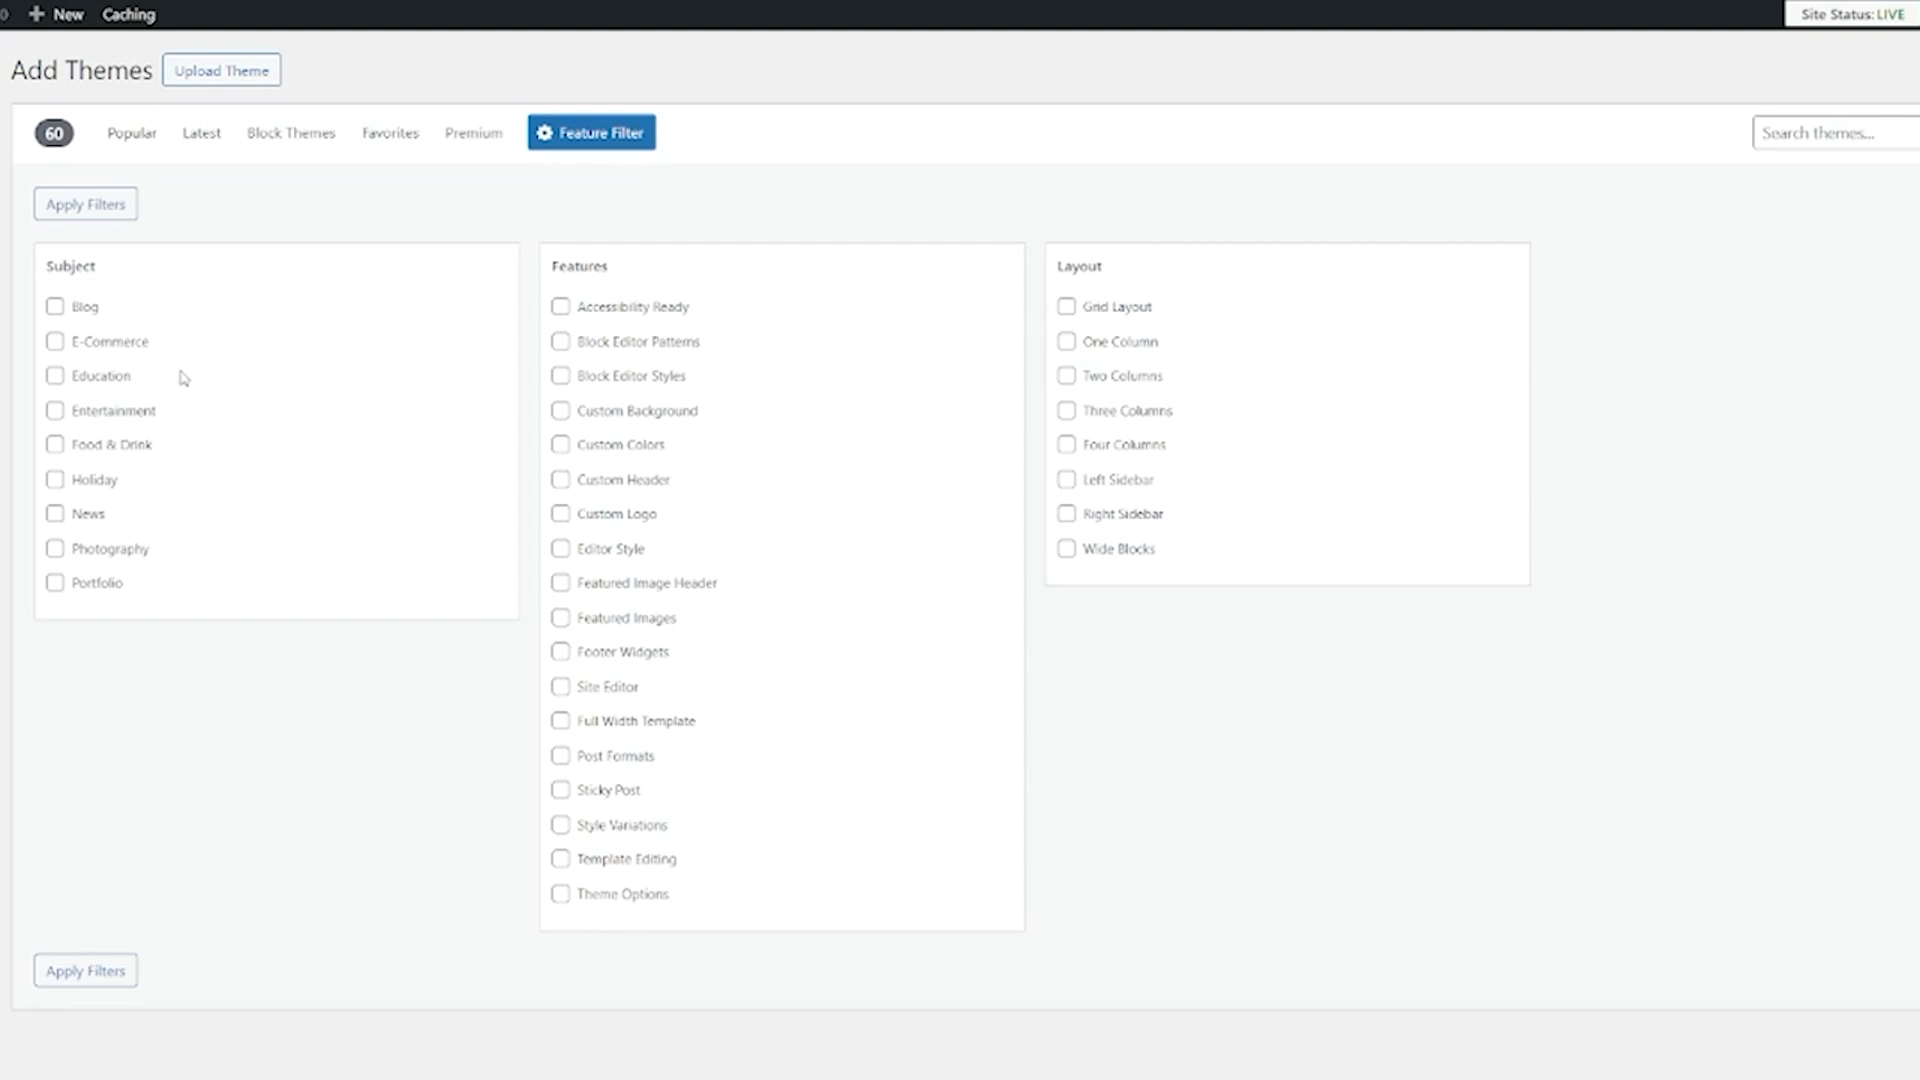 0 New Caching Site Status: LIVE
Add Themes Upload Theme
60 Popular Latest Block Themes Favorites Premium Feature Filter Search themes...
Apply Filters
Subject
Blog
E-Commerce
Education
Entertainment
Food & Drink
Holiday
News
Photography
Portfolio
Features
Accessibility Ready
Block Editor Patterns
Block Editor Styles
Custom Background
Custom Colors
Custom Header
Custom Logo
Editor Style
Featured Image Header
Featured Images
Footer Widgets
Site Editor
Full Width Template
Post Formats
Sticky Post
Style Variations
Template Editing
Theme Options
Layout
Grid Layout
One Column
Two Columns
Three Columns
Four Columns
Left Sidebar
Right Sidebar
Wide Blocks
Apply Filters